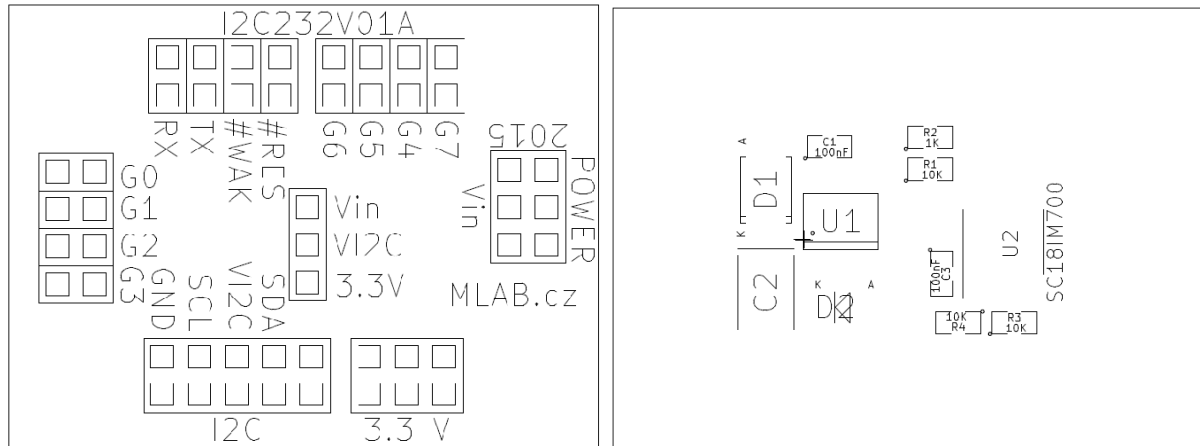 I2C232V01A
RX
TX
#WAK
#RES
G6
G5
G4
G7
2015
POWER
Vin
G0
G1
G2
G3
Vin
VI2C
3.3V
GND
SCL
VI2C
SDA
MLAB.cz
I2C
3.3 V
A
D1
K
C1
100nF
R2
1K
R1
10K
U1
C2
K
A
D2
100nF
C3
U2
SC18IM700
10K
R4
R3
10K